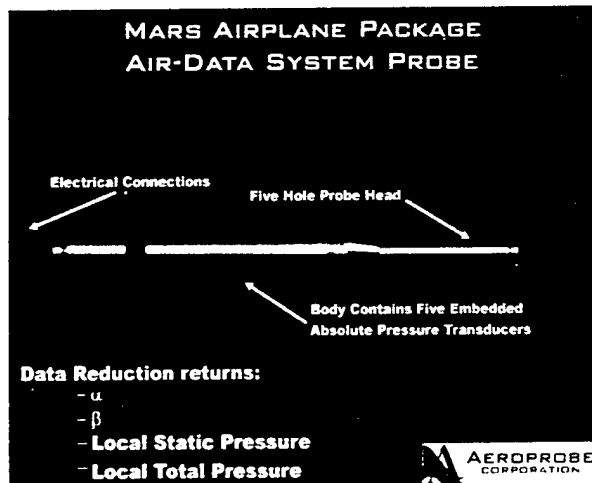 MARS AIRPLANE PACKAGE
AIR-DATA SYSTEM PROBE
Electrical Connections
Five Hole Probe Head
Body Contains Five Embedded
Absolute Pressure Transducers
Data Reduction returns:
- α
- β
- Local Static Pressure
- Local Total Pressure
AEROPROBE
CORPORATION